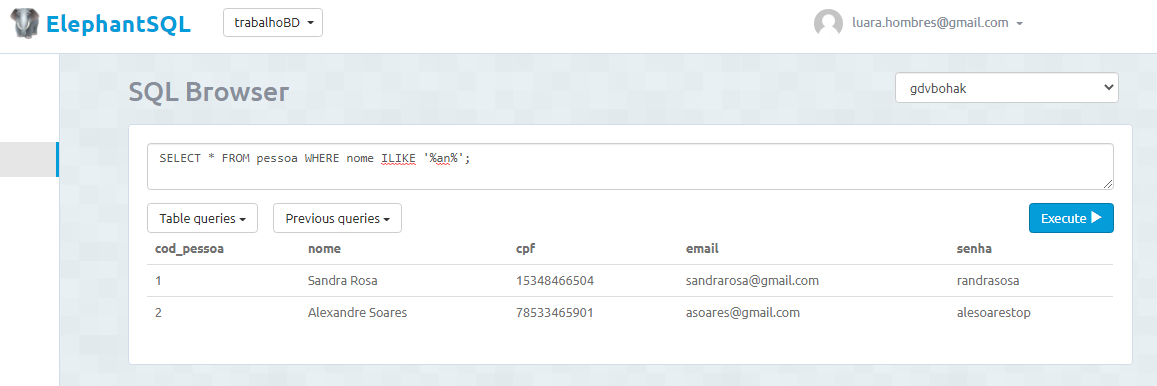 ElephantSQL trabalhoBD luara.hombres@gmail.com
SQL Browser gdvbohak
SELECT * FROM pessoa WHERE nome ILIKE '%an%';
Table queries Previous queries Execute
cod_pessoa nome cpf email senha
1 Sandra Rosa 15348466504 sandrarosa@gmail.com randrasosa
2 Alexandre Soares 78533465901 asoares@gmail.com alesoarestop